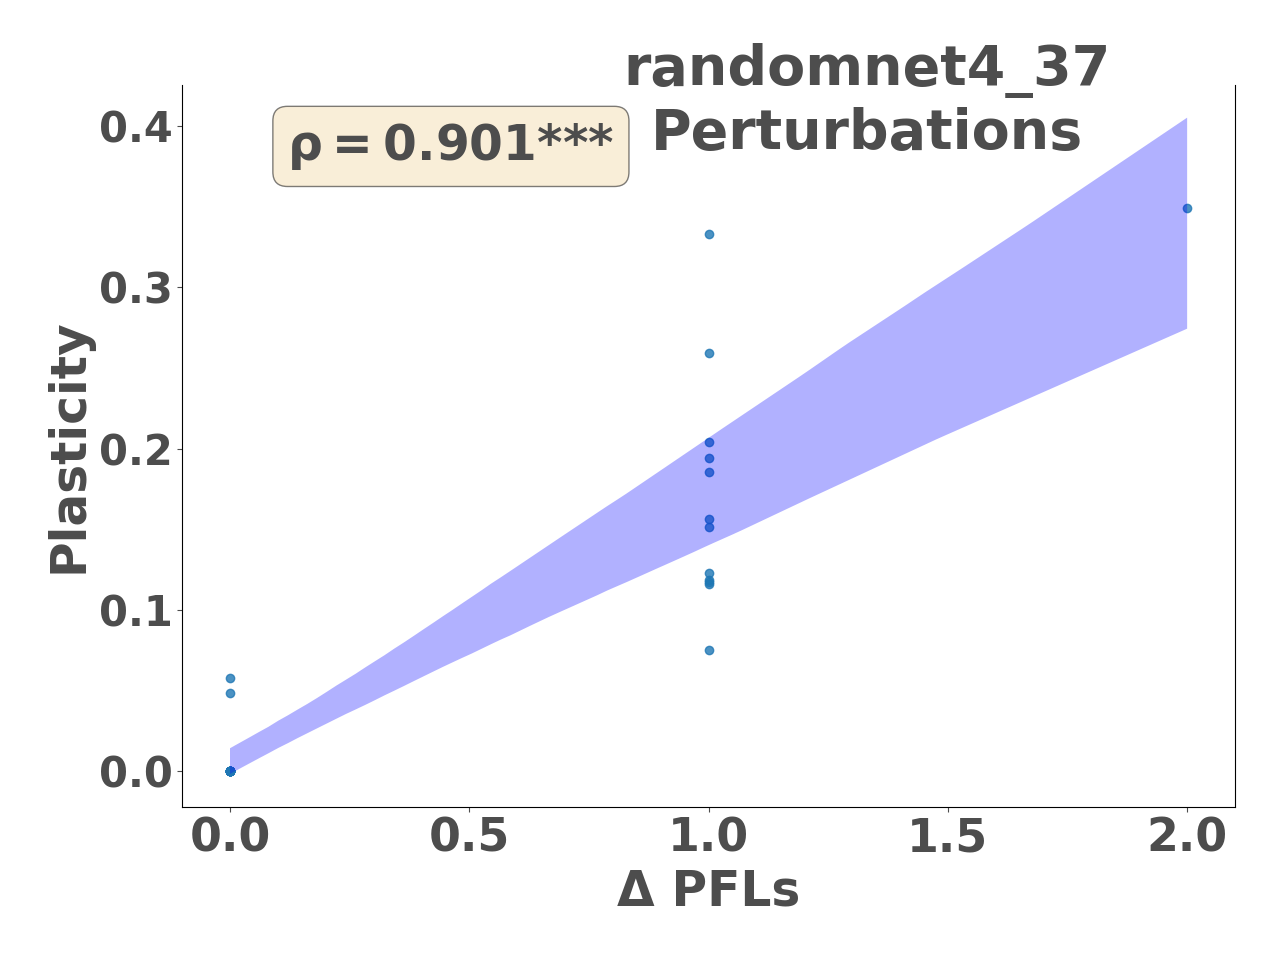 randomnet4_37
Perturbations
ρ = 0.901***
0.4
0.3
0.2
0.1
0.0
Plasticity
0.0 0.5 1.0 1.5 2.0
Δ PFLs